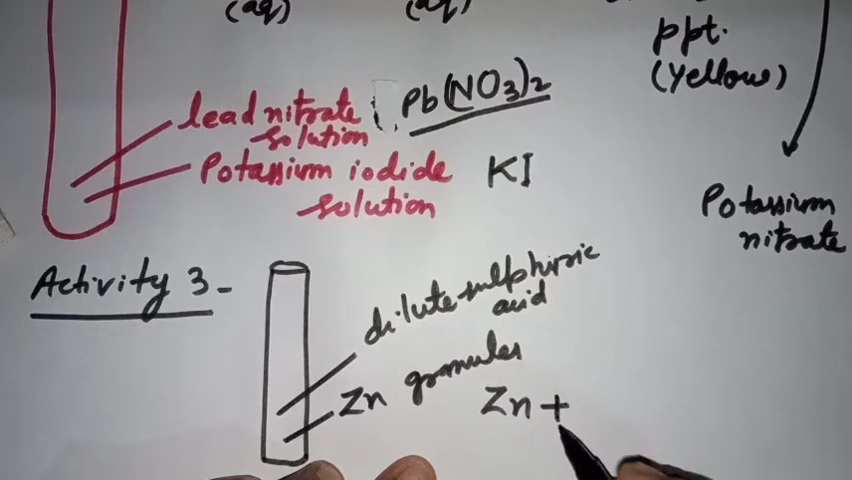 (aq) (aq)
ppt.
(Yellow)
lead nitrate
solution
Pb(NO3)2
Potassium iodide
solution
KI
Potassium
nitrate
Activity 3-
dilute sulphuric
acid
Zn granules
Zn +